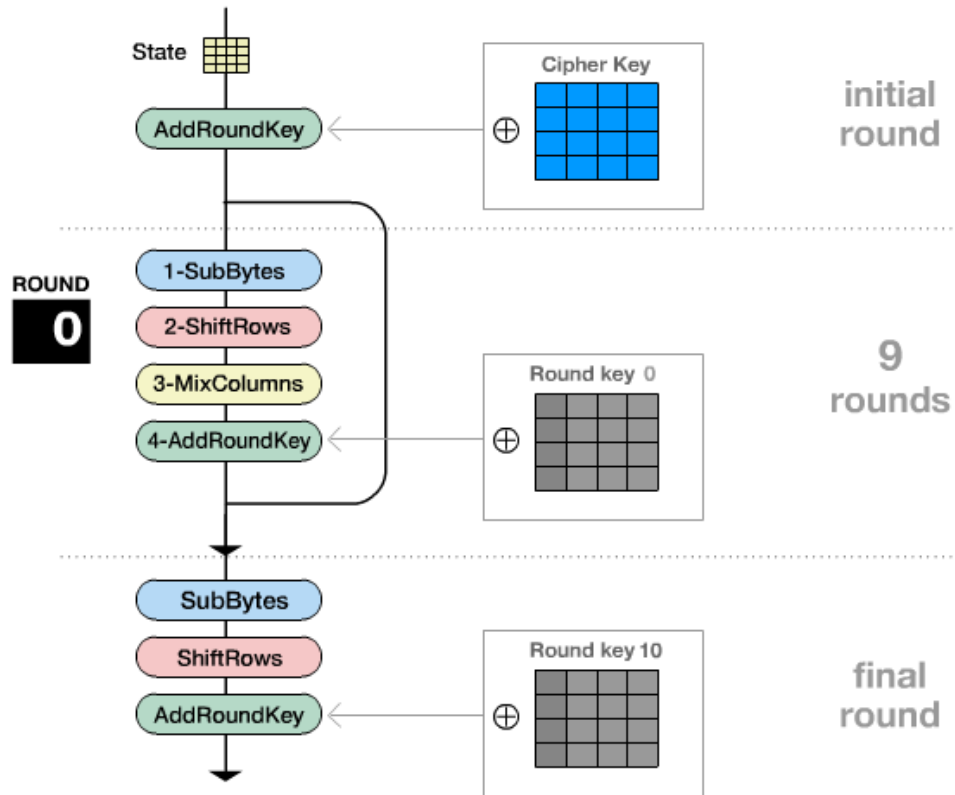 State
Cipher Key
AddRoundKey
initial
round
1-SubBytes
ROUND
0
2-ShiftRows
3-MixColumns
Round key 0
9
rounds
4-AddRoundKey
SubBytes
ShiftRows
Round key 10
AddRoundKey
final
round